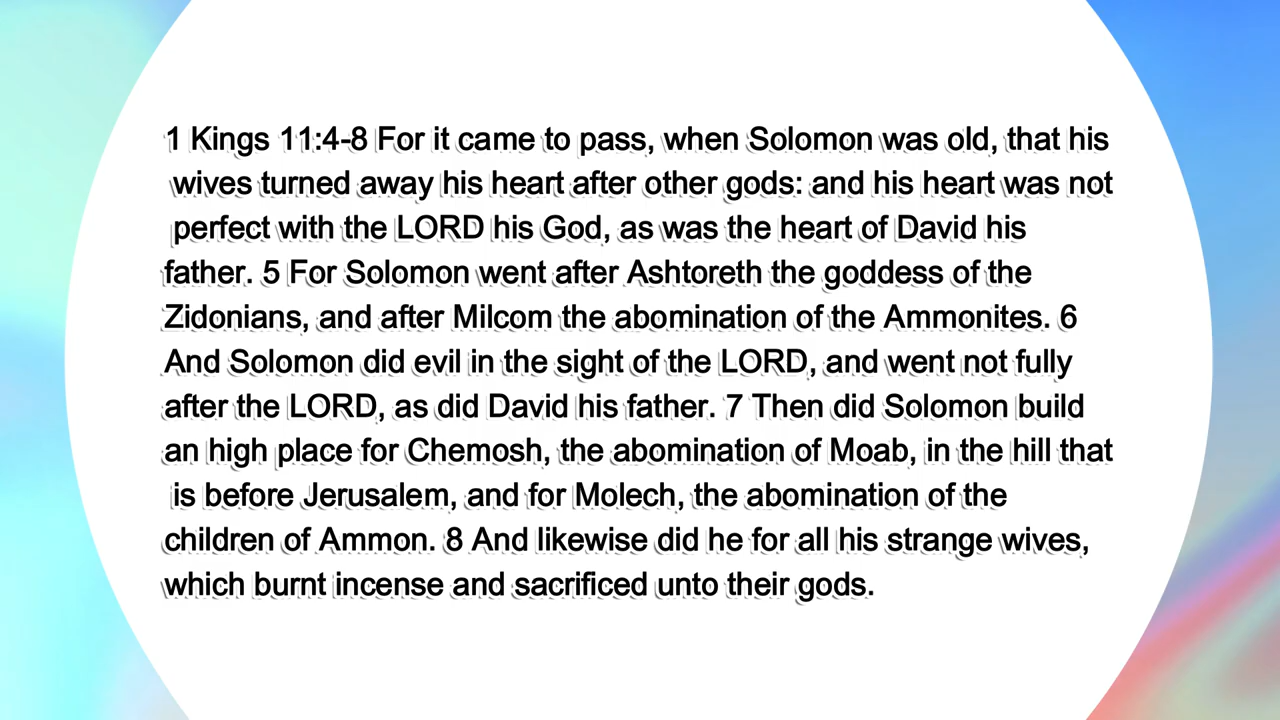 1 Kings 11:4-8 For it came to pass, when Solomon was old, that his
wives turned away his heart after other gods: and his heart was not
perfect with the LORD his God, as was the heart of David his
father. 5 For Solomon went after Ashtoreth the goddess of the
Zidonians, and after Milcom the abomination of the Ammonites. 6
And Solomon did evil in the sight of the LORD, and went not fully
after the LORD, as did David his father. 7 Then did Solomon build
an high place for Chemosh, the abomination of Moab, in the hill that
is before Jerusalem, and for Molech, the abomination of the
children of Ammon. 8 And likewise did he for all his strange wives,
which burnt incense and sacrificed unto their gods.